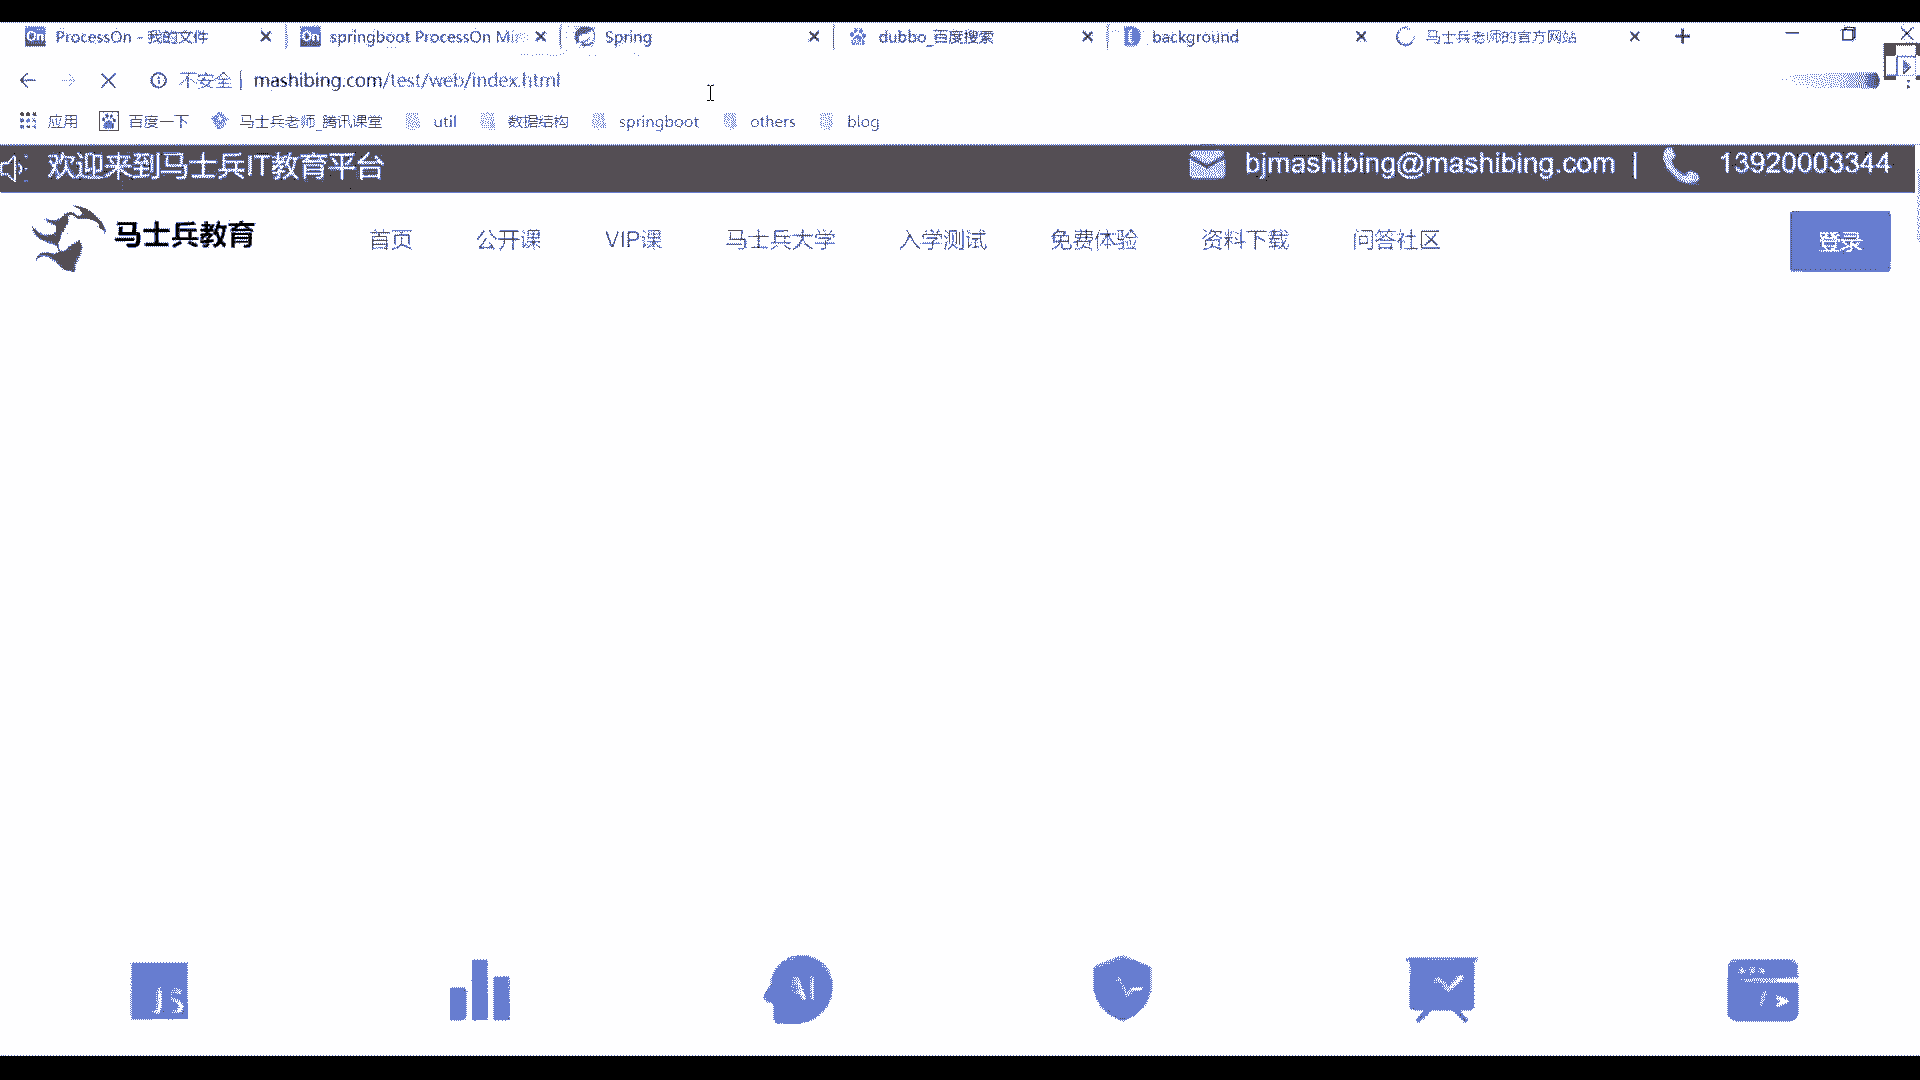 ProcessOn - 我的文件
springboot ProcessOn Min
Spring
dubbo_百度搜索
background
马士兵老师的官方网站
不安全 | mashibing.com/test/web/index.html
应用
百度一下
马士兵老师_腾讯课堂
util
数据结构
springboot
others
blog
欢迎来到马士兵IT教育平台
bjmashibing@mashibing.com |
13920003344
马士兵教育
首页
公开课
VIP课
马士兵大学
入学测试
免费体验
资料下载
问答社区
登录
JS
AI